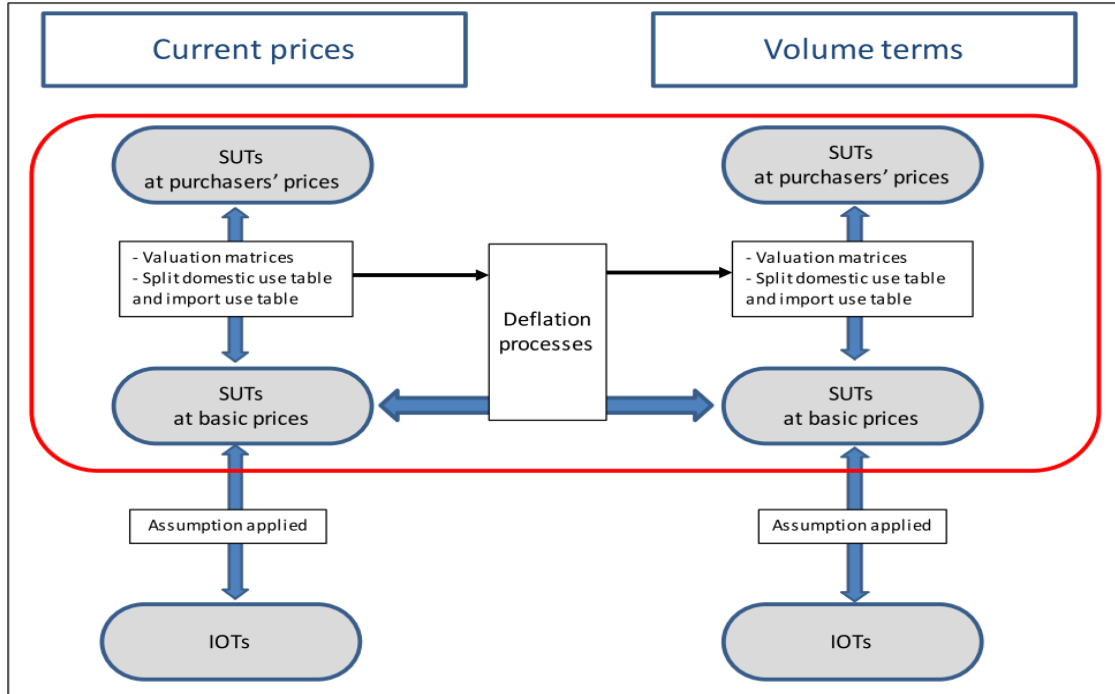 Current prices
Volume terms
SUTs
at purchasers' prices
SUTs
at purchasers' prices
- Valuation matrices
- Split domestic use table
and import use table
Deflation
processes
- Valuation matrices
- Split domestic use table
and import use table
SUTs
at basic prices
SUTs
at basic prices
Assumption applied
Assumption applied
IOTs
IOTs